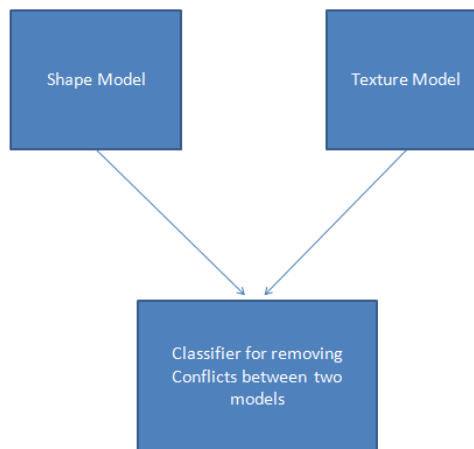 Shape Model
Texture Model
Classifier for removing
Conflicts between two
models